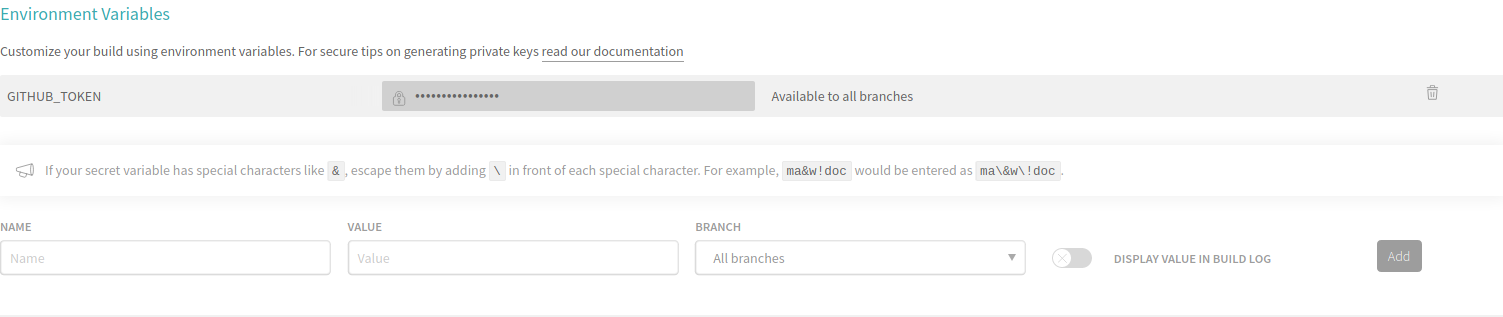 Environment Variables
Customize your build using environment variables. For secure tips on generating private keys read our documentation
GITHUB_TOKEN •••••••••••••••• Available to all branches
If your secret variable has special characters like & , escape them by adding \ in front of each special character. For example, ma&w!doc would be entered as ma\&w\!doc .
NAME VALUE BRANCH
Name Value All branches DISPLAY VALUE IN BUILD LOG Add